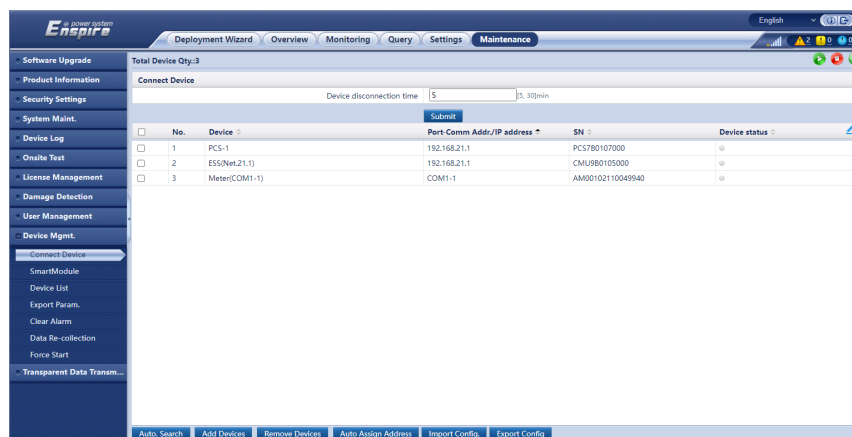 e power system
Enspire
English
Deployment Wizard Overview Monitoring Query Settings Maintenance
2 1 0 0
Software Upgrade
Product Information
Security Settings
System Maint.
Device Log
Onsite Test
License Management
Damage Detection
User Management
Device Mgmt.
Connect Device
SmartModule
Device List
Export Param.
Clear Alarm
Data Re-collection
Force Start
Transparent Data Transm...
Total Device Qty.:3
Connect Device
Device disconnection time 5 [5, 30]min
Submit
No. Device Port-Comm Addr./IP address SN Device status
1 PCS-1 192.168.21.1 PCS7B0107000
2 ESS(Net.21.1) 192.168.21.1 CMU9B0105000
3 Meter(COM1-1) COM1-1 AM00102110049940
Auto. Search Add Devices Remove Devices Auto Assign Address Import Config. Export Config